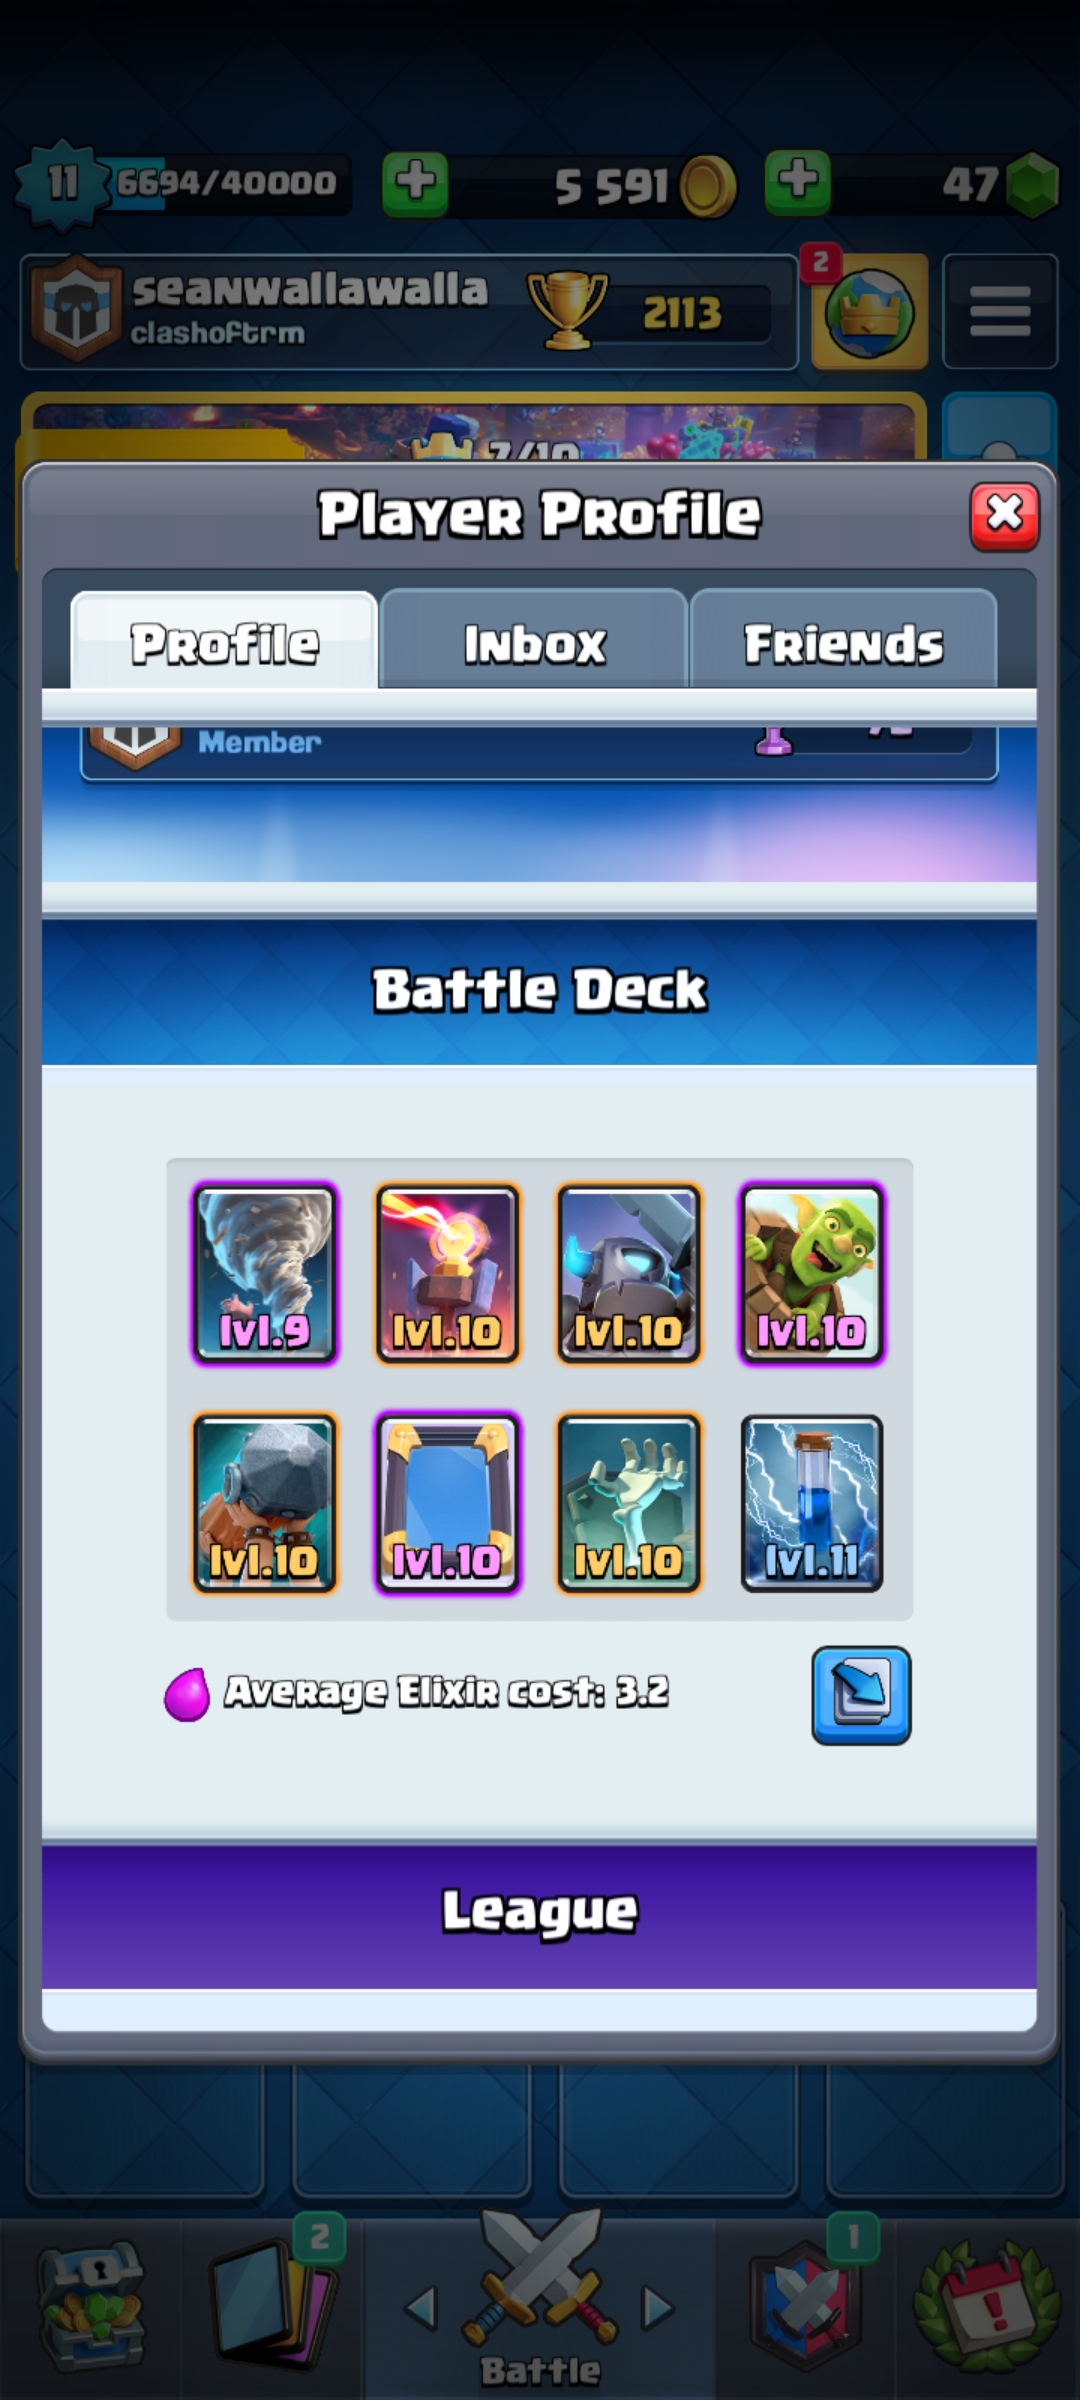 11 6694/40000 5 591 47
seanwallawalla 2113 2
clashoftrm
Player Profile
Profile Inbox Friends
Member
Battle Deck
lvl.9 lvl.10 lvl.10 lvl.10
lvl.10 lvl.10 lvl.10 lvl.11
Average Elixir cost: 3.2
League
2 1
Battle